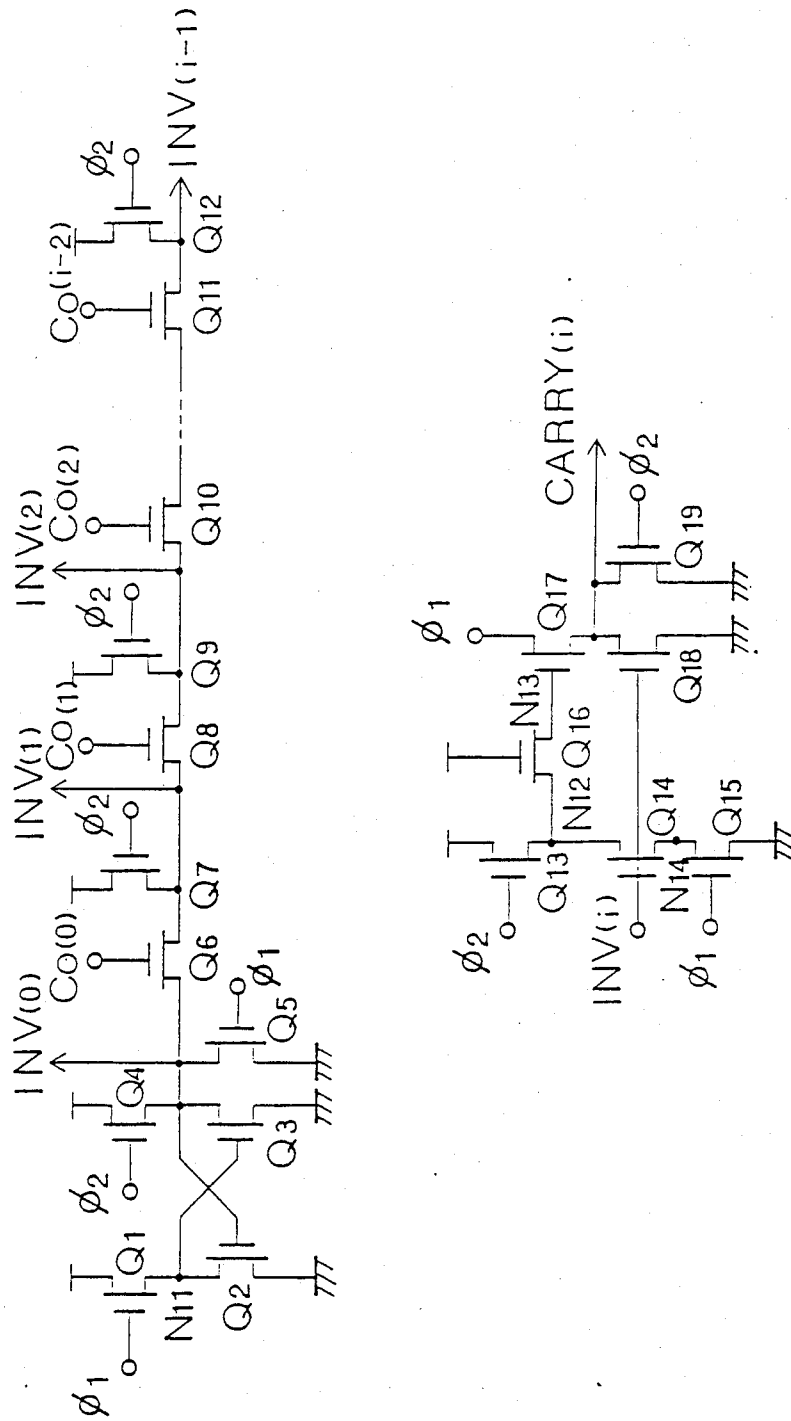 ϕ1
Q1
N11
Q2
ϕ2
Q4
Q3
INV(0)
Q5
ϕ1
Co(0)
Q6
Q7
ϕ2
INV(1)
Co(1)
Q8
Q9
ϕ2
INV(2)
Co(2)
Q10
Co(i-2)
Q11
Q12
ϕ2
INV(i-1)
ϕ2
Q13
INV(i)
N14
Q14
ϕ1
Q15
N12
Q16
N13
ϕ1
Q17
Q18
CARRY(i)
Q19
ϕ2